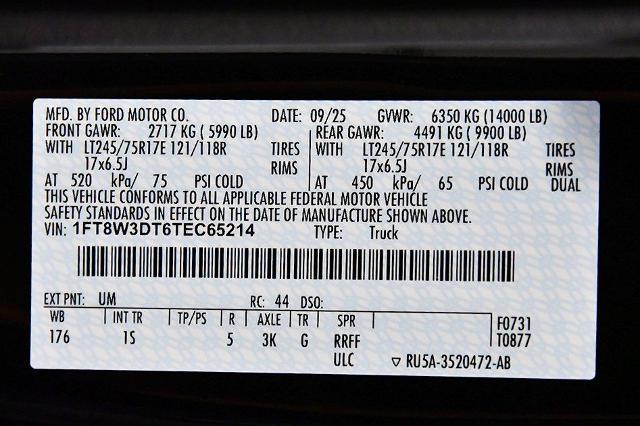 MFD. BY FORD MOTOR CO. DATE: 09/25 GVWR: 6350 KG (14000 LB)
FRONT GAWR: 2717 KG ( 5990 LB) REAR GAWR: 4491 KG ( 9900 LB)
WITH LT245/75R17E 121/118R TIRES WITH LT245/75R17E 121/118R TIRES
17x6.5J RIMS 17x6.5J RIMS
AT 520 kPa/ 75 PSI COLD AT 450 kPa/ 65 PSI COLD DUAL
THIS VEHICLE CONFORMS TO ALL APPLICABLE FEDERAL MOTOR VEHICLE
SAFETY STANDARDS IN EFFECT ON THE DATE OF MANUFACTURE SHOWN ABOVE.
VIN: 1FT8W3DT6TEC65214 TYPE: Truck
EXT PNT: UM RC: 44 DSO:
WB INT TR TP/PS R AXLE TR SPR F0731
176 1S 5 3K G RRFF T0877
ULC ▽ RU5A-3520472-AB